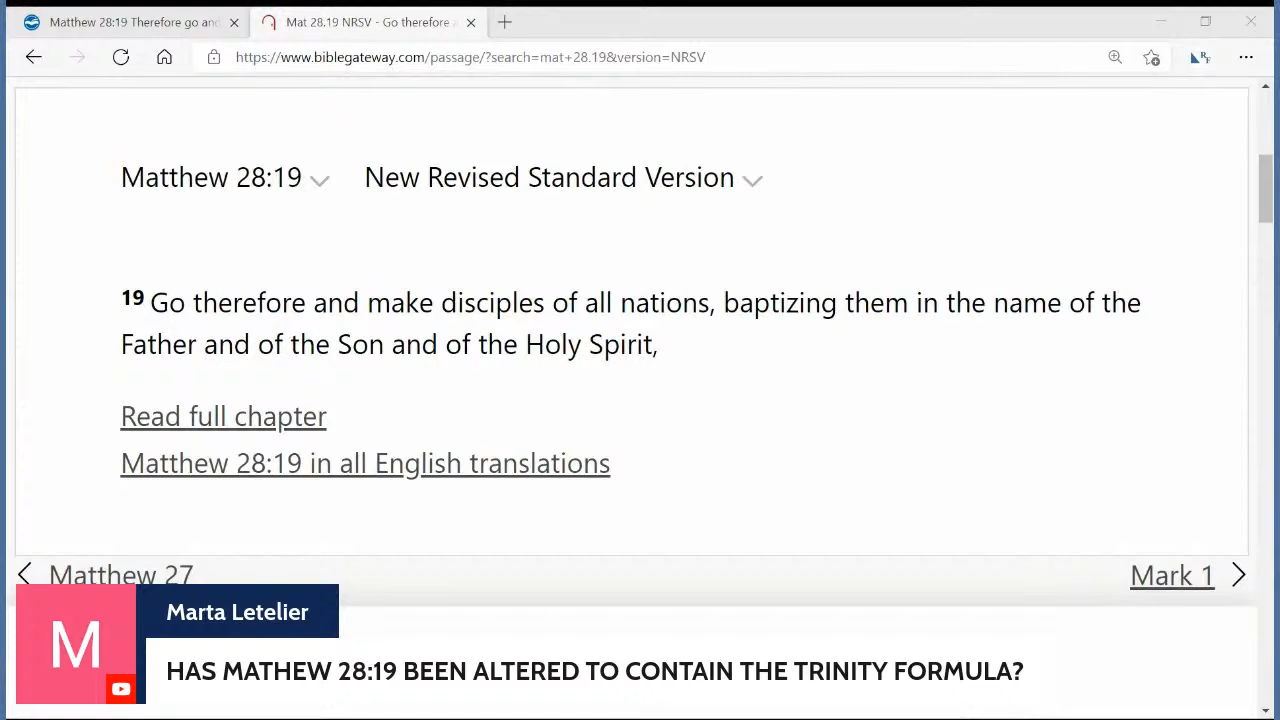 Matthew 28:19 Therefore go and
Mat 28.19 NRSV - Go therefore a
https://www.biblegateway.com/passage/?search=mat+28.19&version=NRSV
Matthew 28:19 New Revised Standard Version
19 Go therefore and make disciples of all nations, baptizing them in the name of the
Father and of the Son and of the Holy Spirit,
Read full chapter
Matthew 28:19 in all English translations
Matthew 27
Mark 1
M
Marta Letelier
HAS MATHEW 28:19 BEEN ALTERED TO CONTAIN THE TRINITY FORMULA?